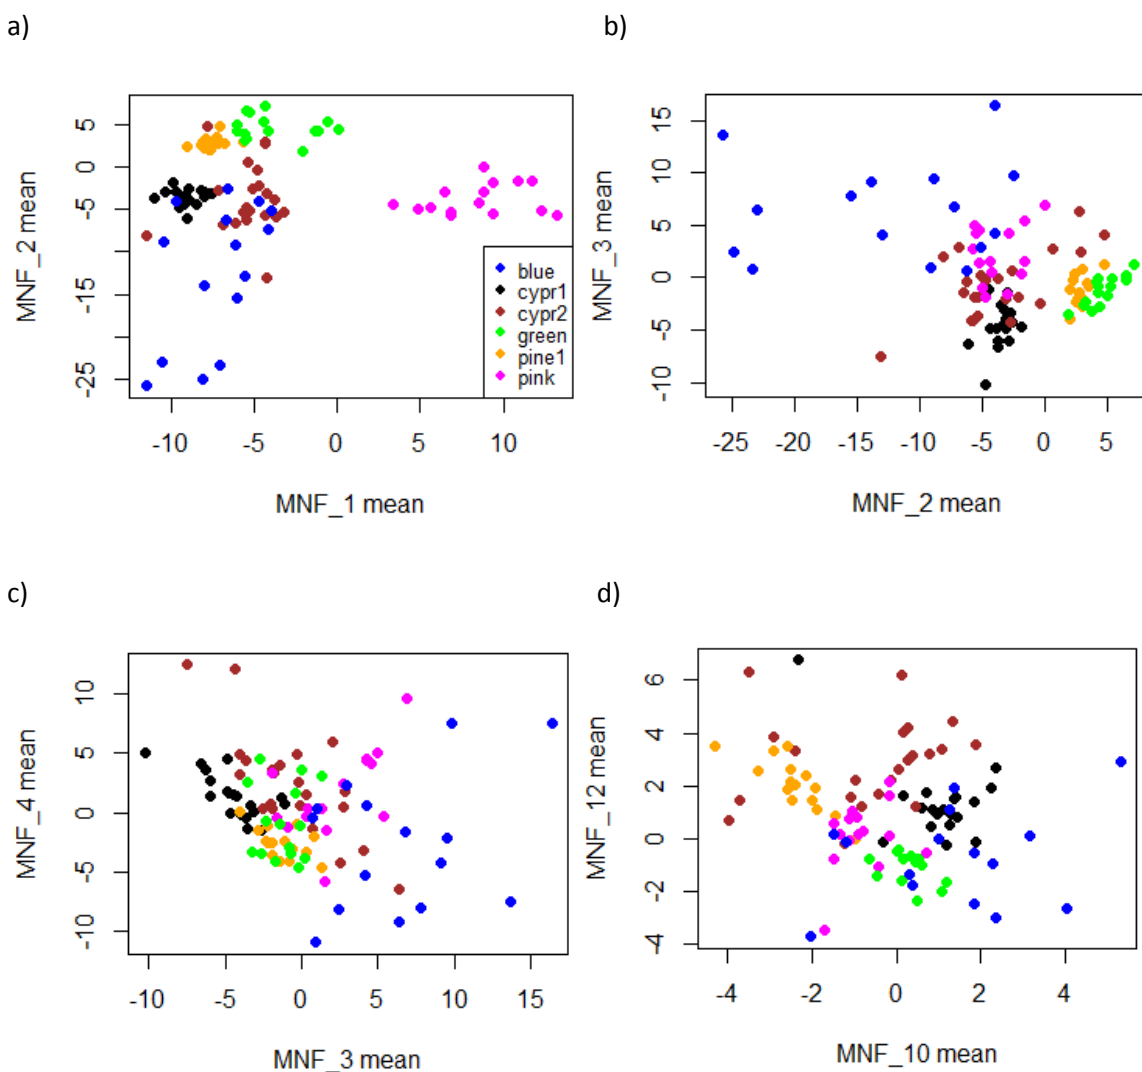 a)
b)
5
0
-5
-15
-25
MNF_2 mean
-10
-5
0
5
10
MNF_1 mean
blue
cypr1
cypr2
green
pine1
pink
15
10
5
0
-5
-10
MNF_3 mean
-25
-20
-15
-10
-5
0
5
MNF_2 mean
c)
d)
10
5
0
-5
-10
MNF_4 mean
-10
-5
0
5
10
15
MNF_3 mean
6
4
2
0
-2
-4
MNF_12 mean
-4
-2
0
2
4
MNF_10 mean